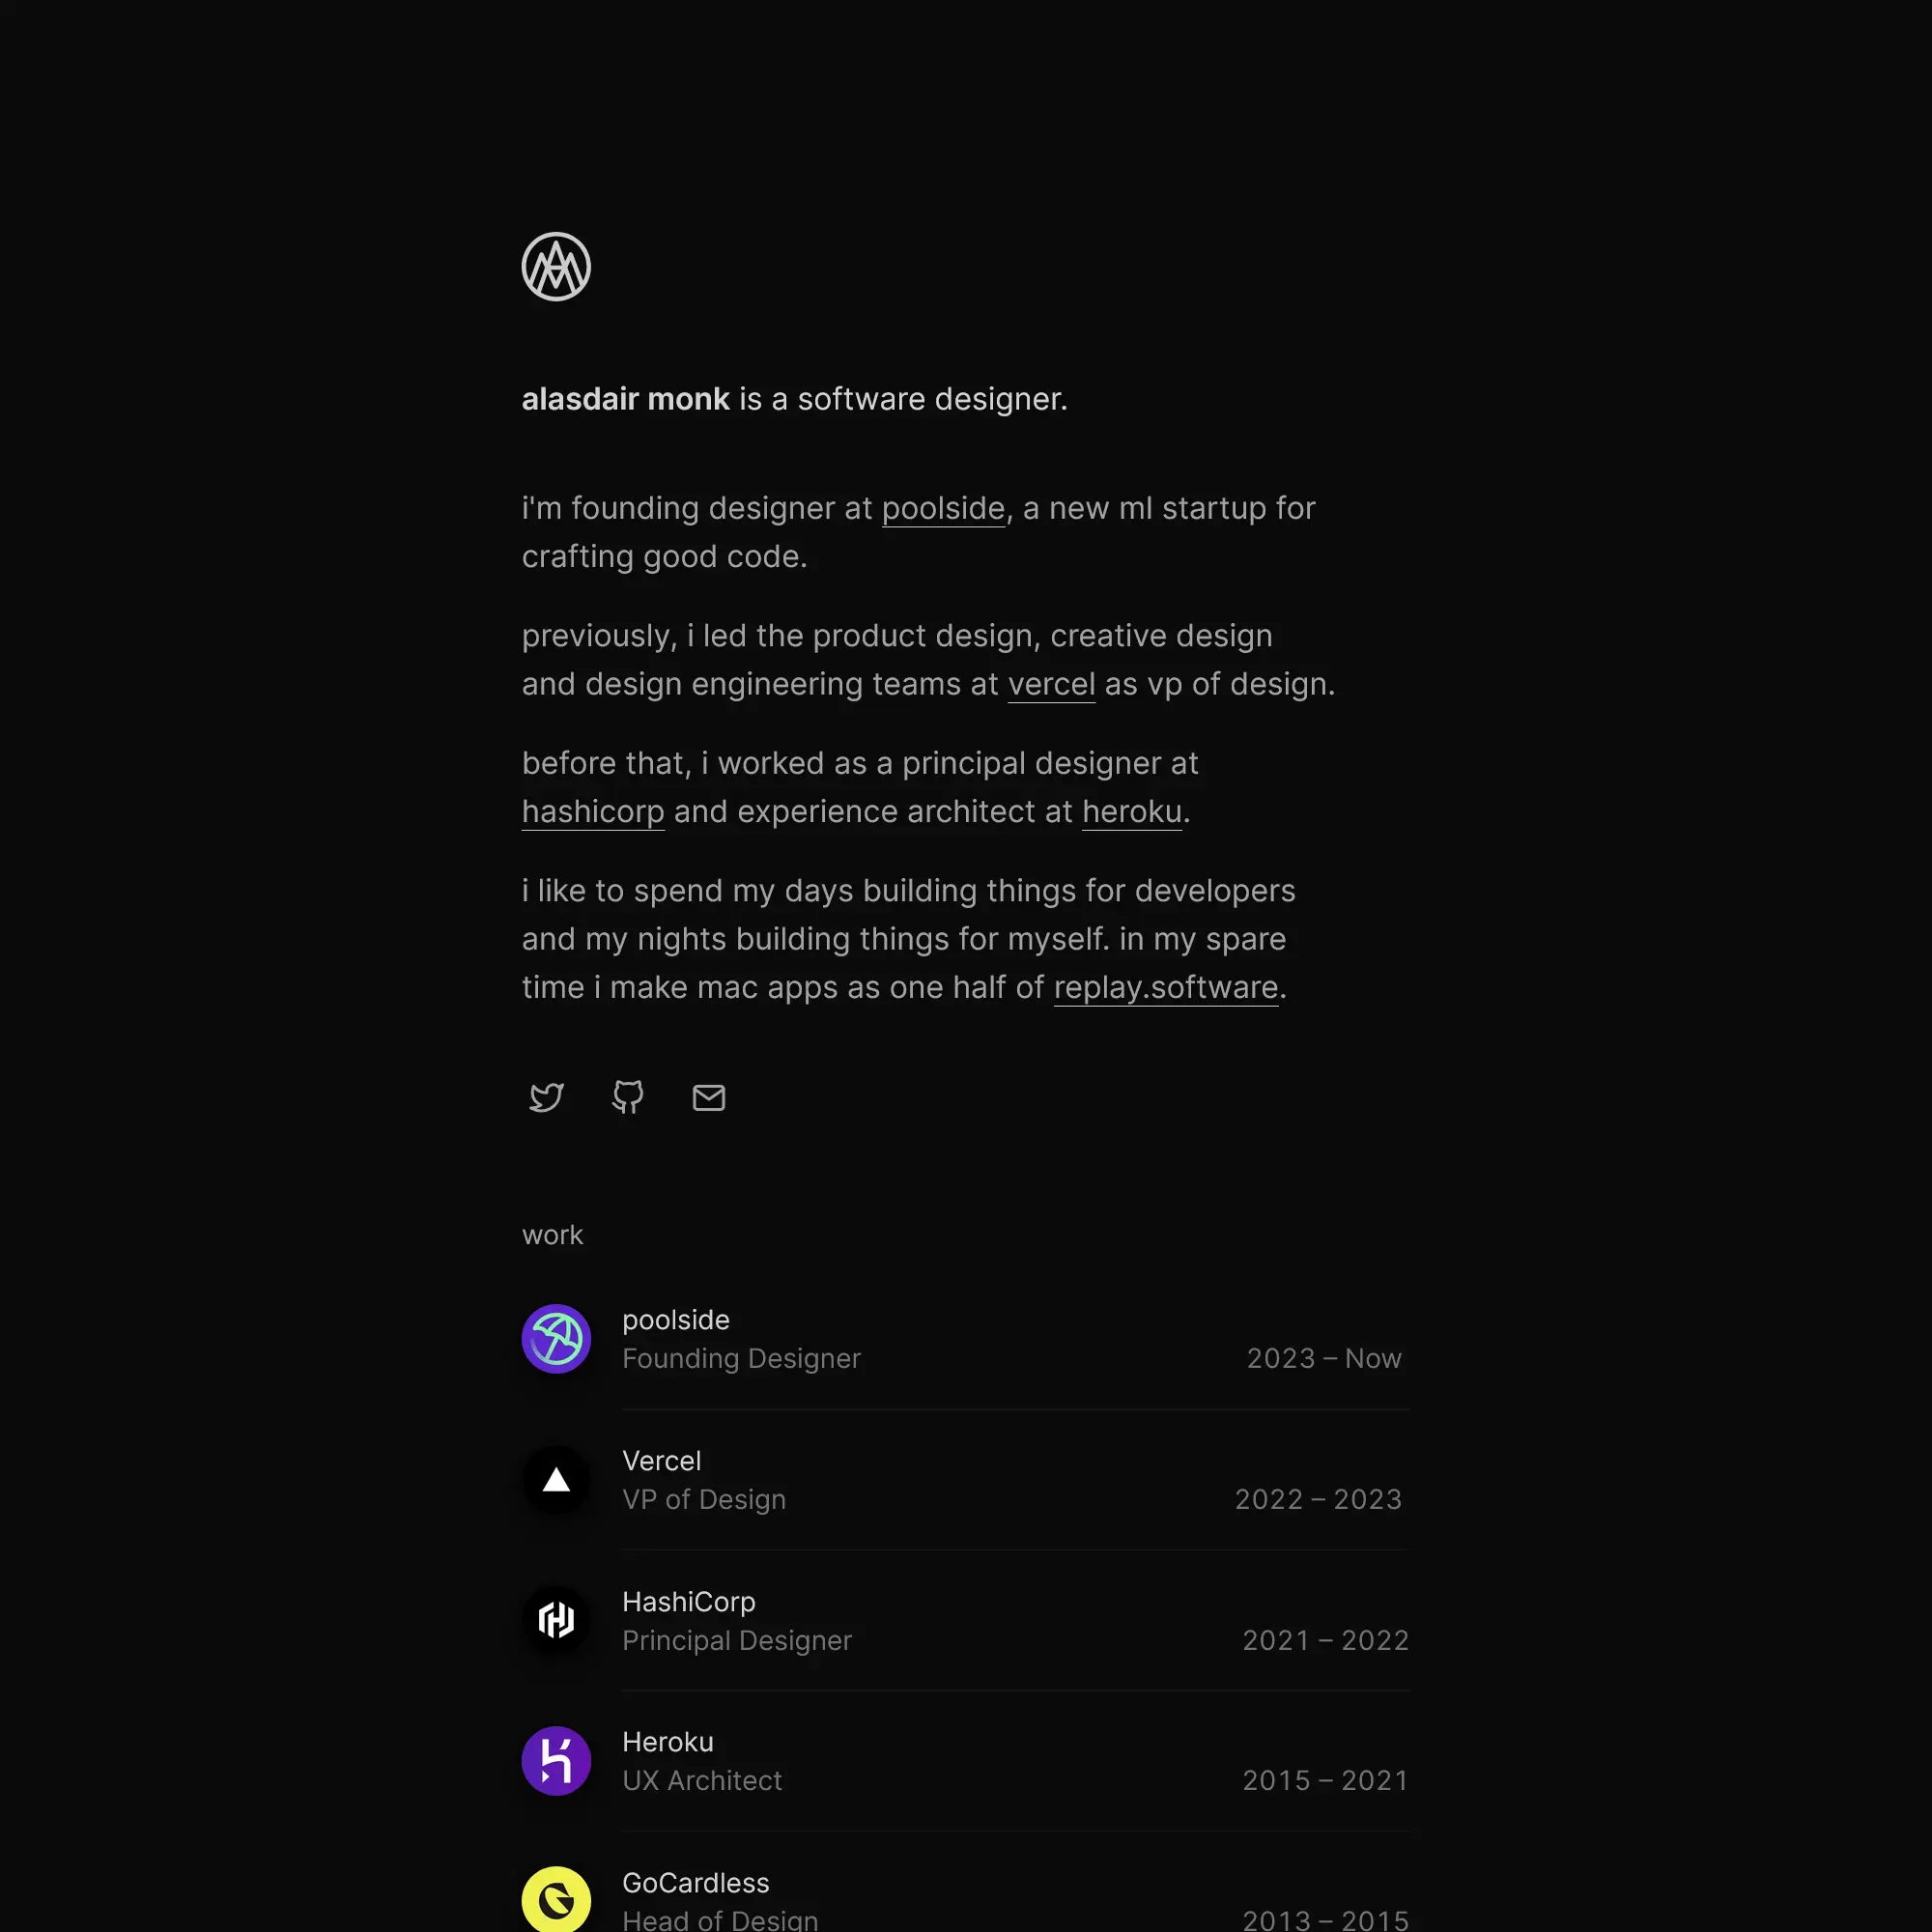 alasdair monk is a software designer.
i'm founding designer at poolside, a new ml startup for
crafting good code.
previously, i led the product design, creative design
and design engineering teams at vercel as vp of design.
before that, i worked as a principal designer at
hashicorp and experience architect at heroku.
i like to spend my days building things for developers
and my nights building things for myself. in my spare
time i make mac apps as one half of replay.software.
work
poolside
Founding Designer 2023 – Now
Vercel
VP of Design 2022 – 2023
HashiCorp
Principal Designer 2021 – 2022
Heroku
UX Architect 2015 – 2021
GoCardless
Head of Design 2013 – 2015